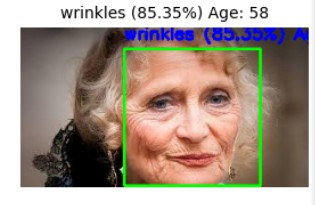 wrinkles (85.35%) Age: 58
wrinkles (85.35%) A